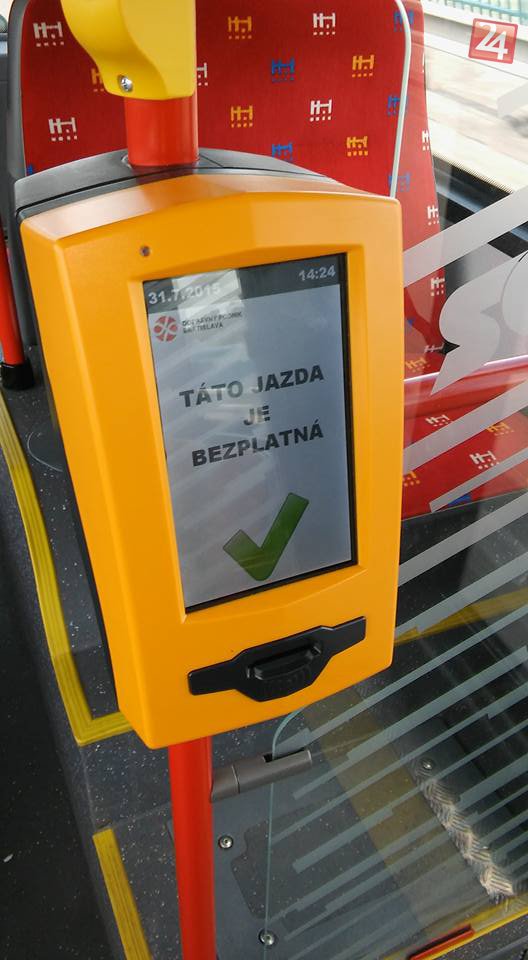 24
31.7.2015 14:24
DOPRAVNÝ PODNIK
BRATISLAVA
TÁTO JAZDA
JE
BEZPLATNÁ